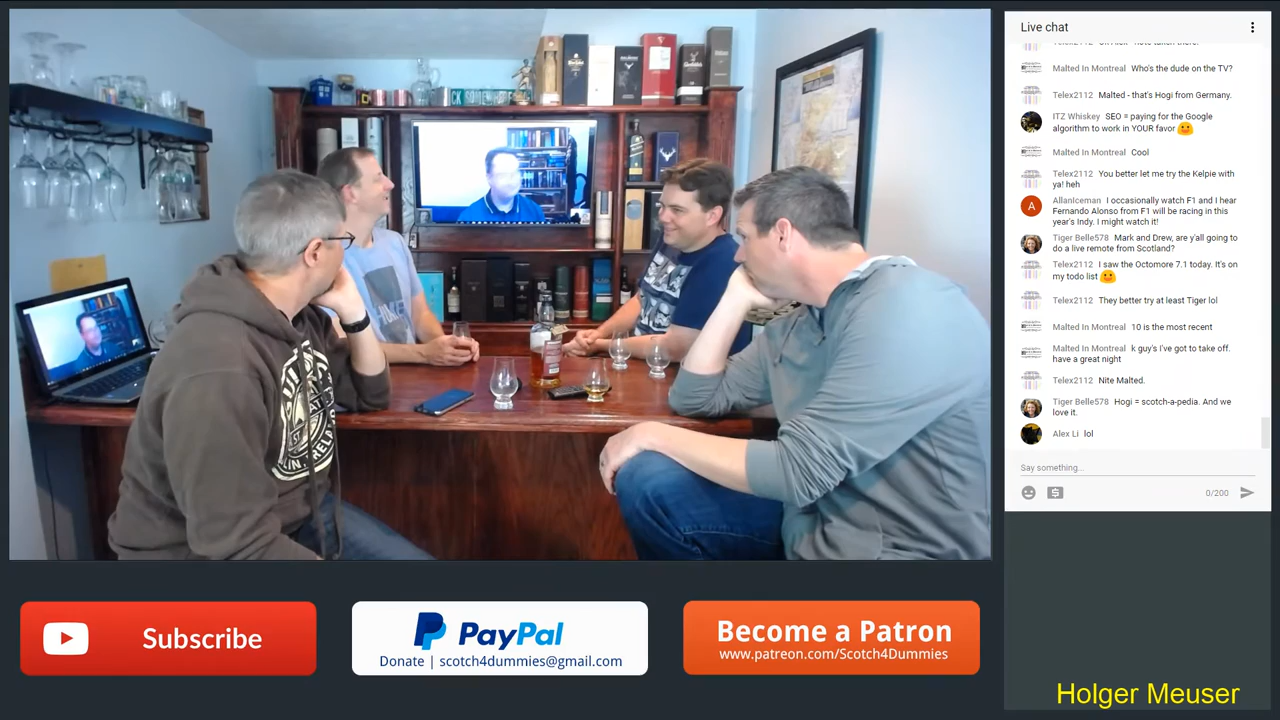 Live chat
Malted In Montreal Who's the dude on the TV?
Telex2112 Malted - that's Hogi from Germany.
ITZ Whiskey SEO = paying for the Google
algorithm to work in YOUR favor
Malted In Montreal Cool
Telex2112 You better let me try the Kelpie with
ya! heh
A
AllanIceman I occasionally watch F1 and I hear
Fernando Alonso from F1 will be racing in this
year's Indy. I might watch it!
Tiger Belle578 Mark and Drew, are y'all going to
do a live remote from Scotland?
Telex2112 I saw the Octomore 7.1 today. It's on
my todo list
Telex2112 They better try at least Tiger lol
Malted In Montreal 10 is the most recent
Malted In Montreal k guy's I've got to take off.
have a great night
Telex2112 Nite Malted.
Tiger Belle578 Hogi = scotch-a-pedia. And we
love it.
Alex Li lol
Say something...
0/200
Subscribe
PayPal
Donate | scotch4dummies@gmail.com
Become a Patron
www.patreon.com/Scotch4Dummies
Holger Meuser